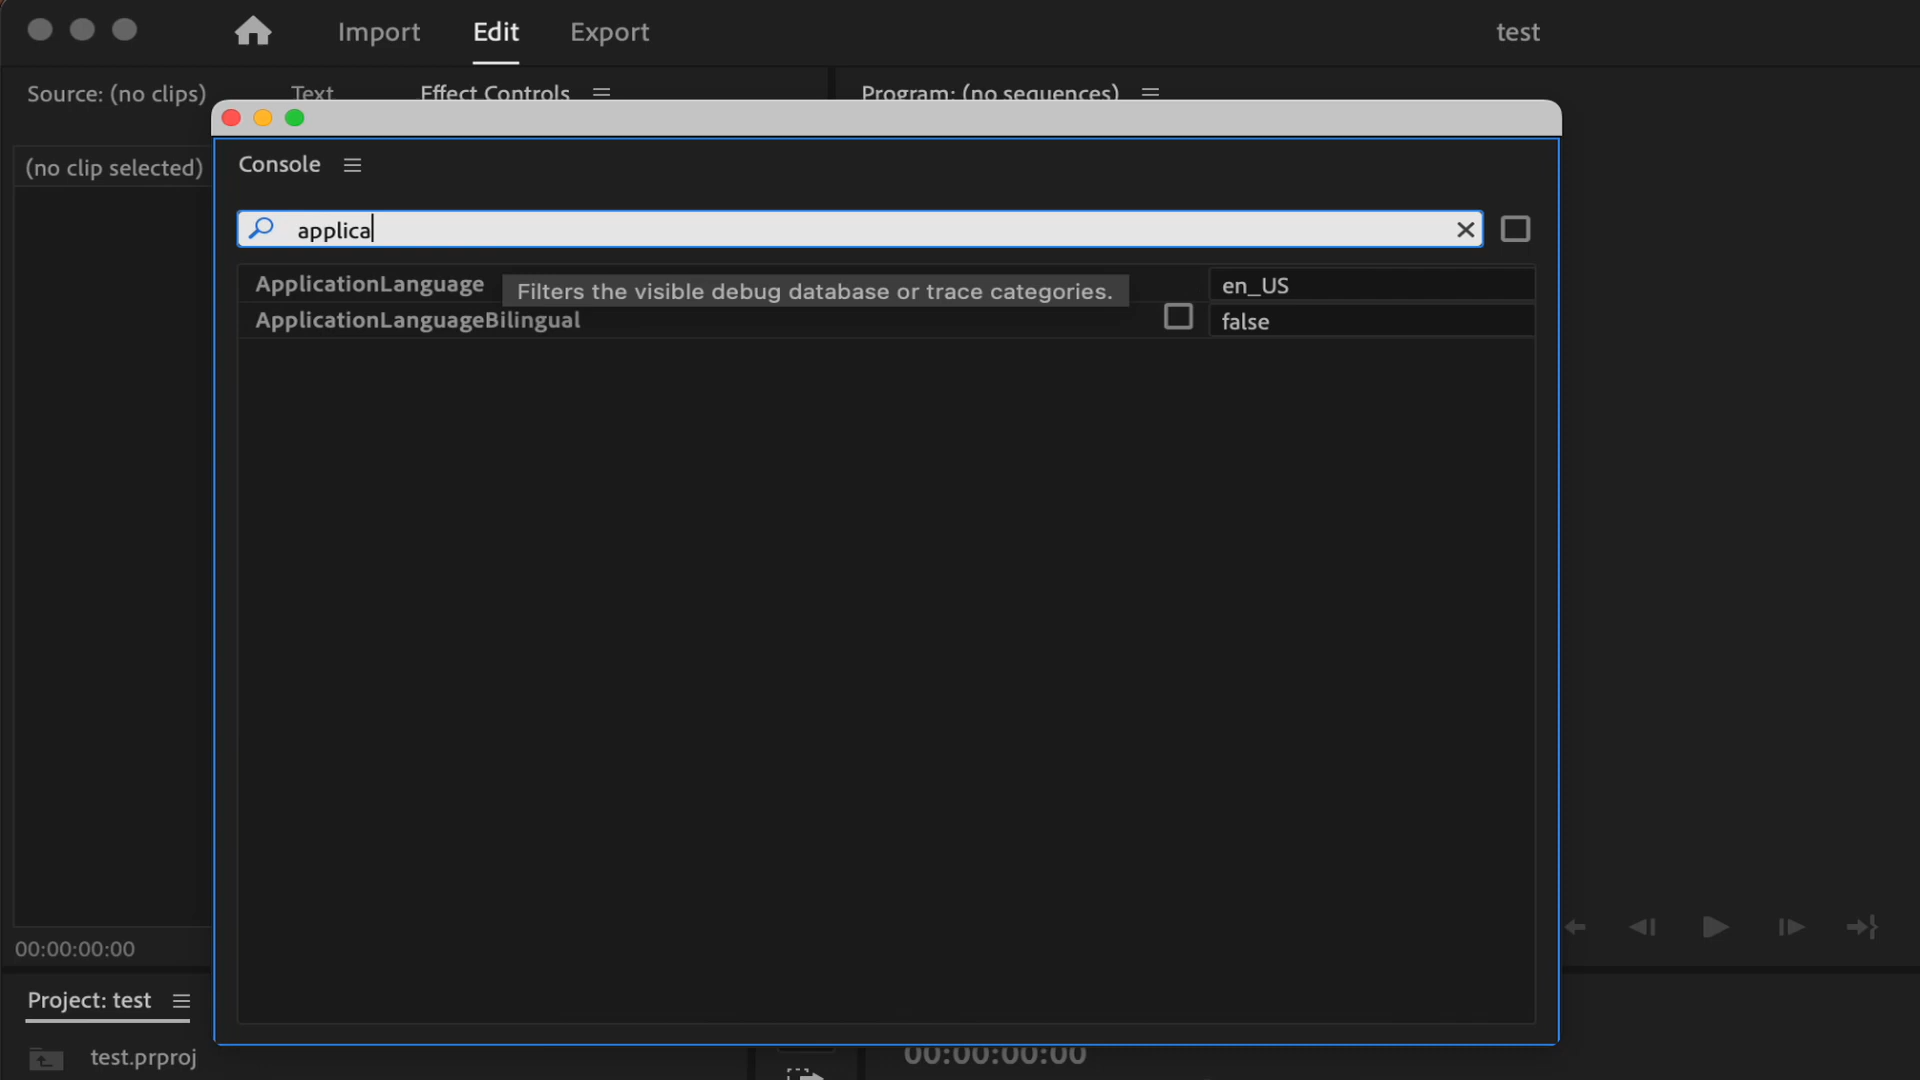 Import Edit Export test
Source: (no clips) Text Effect Controls Program: (no sequences)
Console
(no clip selected)
applica
ApplicationLanguage en_US
Filters the visible debug database or trace categories.
ApplicationLanguageBilingual false
00:00:00:00
Project: test
test.prproj
00:00:00:00